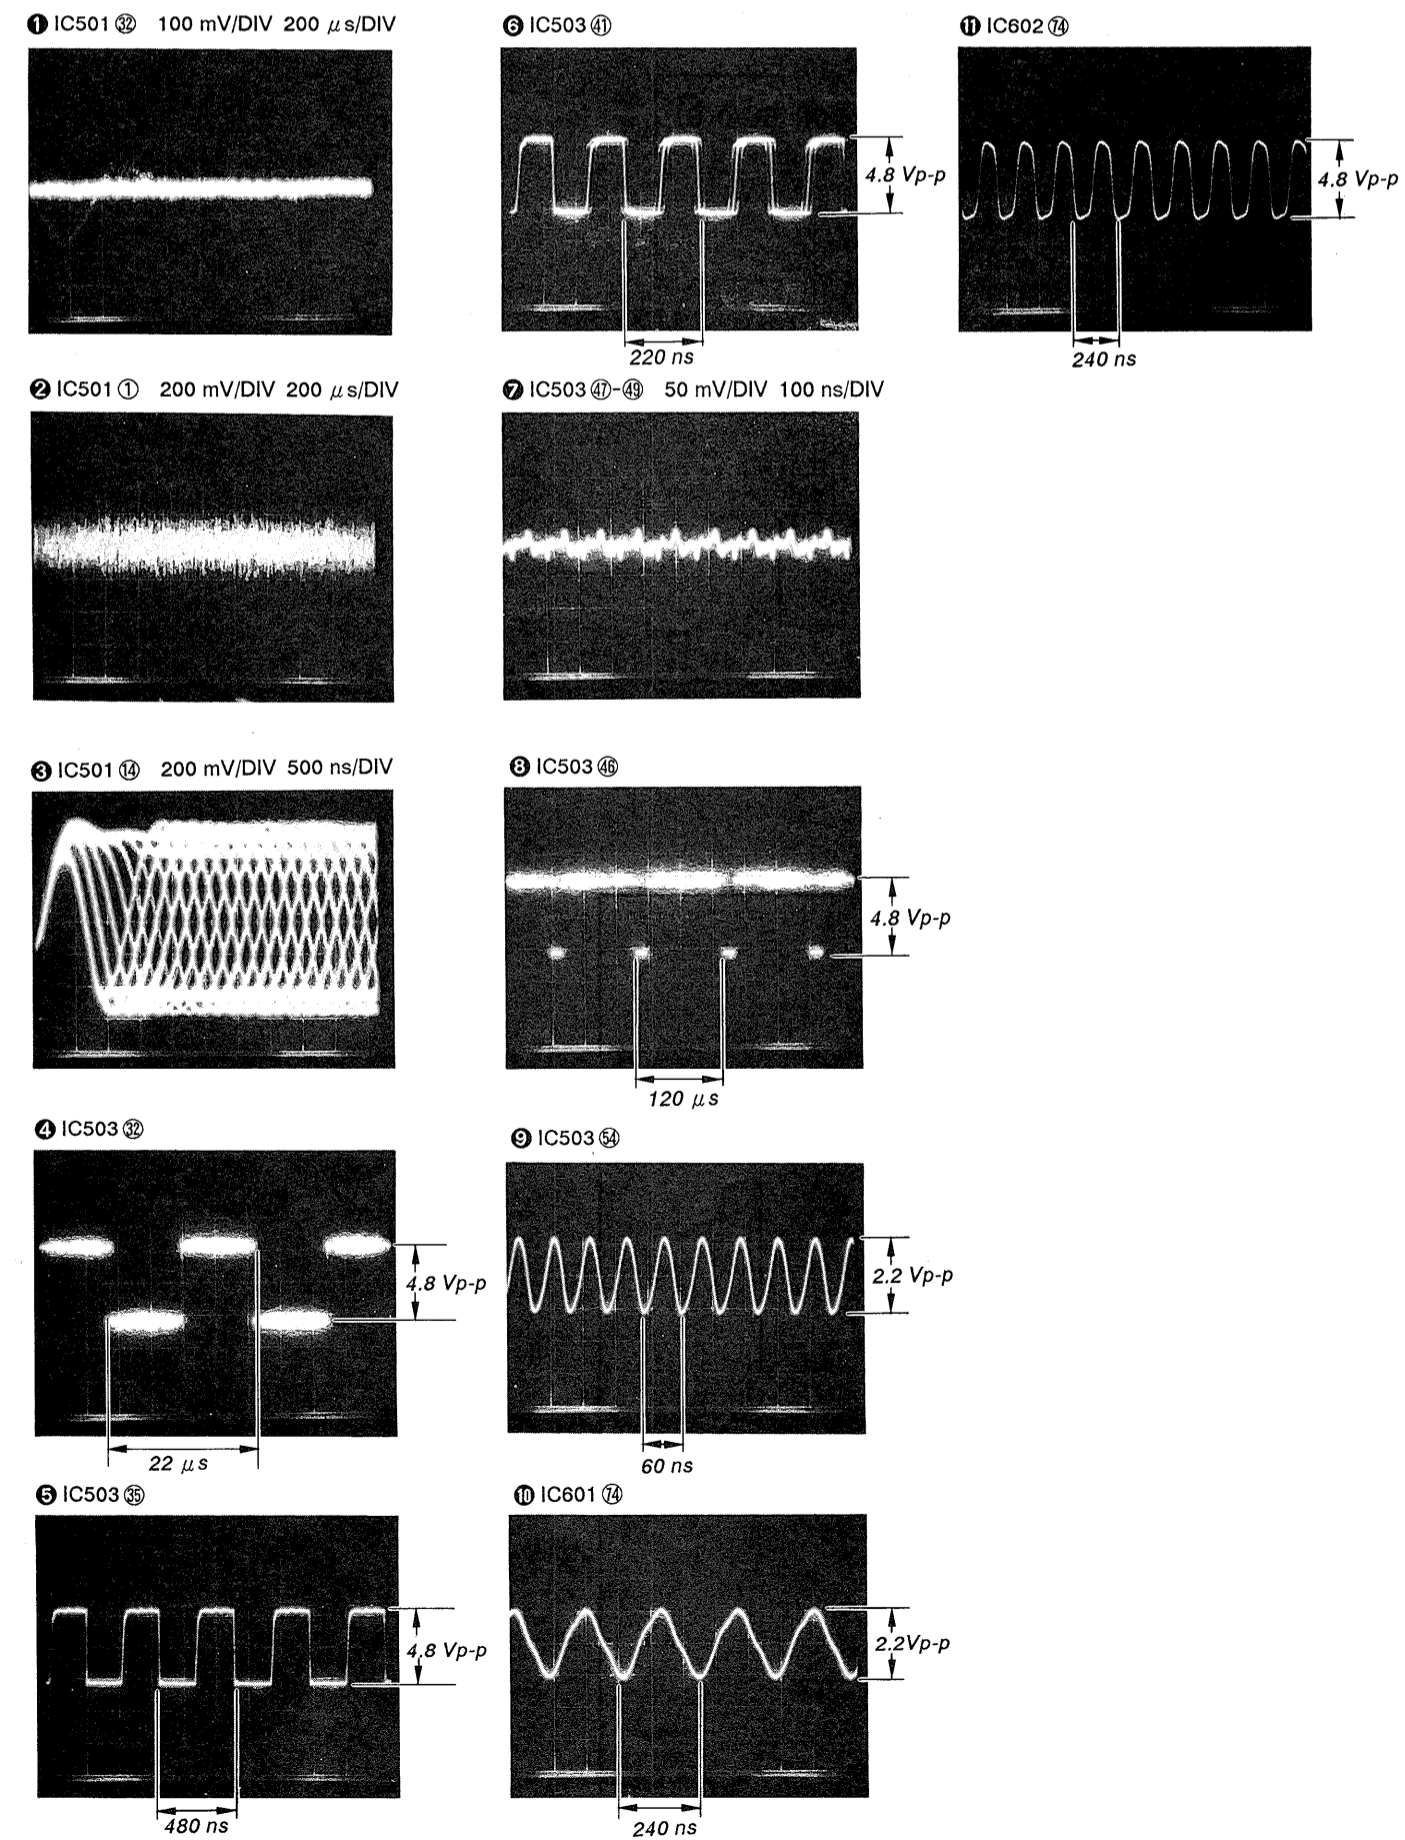 ❶ IC501 ㉜ 100 mV/DIV 200 μs/DIV
❷ IC501 ① 200 mV/DIV 200 μs/DIV
❸ IC501 ⑭ 200 mV/DIV 500 ns/DIV
❹ IC503 ㉜
4.8 Vp-p
22 μs
❺ IC503 ㉟
4.8 Vp-p
480 ns
❻ IC503 ㊶
4.8 Vp-p
220 ns
❼ IC503 ㊼-㊾ 50 mV/DIV 100 ns/DIV
❽ IC503 ㊻
4.8 Vp-p
120 μs
❾ IC503 54
2.2 Vp-p
60 ns
❿ IC601 74
2.2Vp-p
240 ns
⓫ IC602 74
4.8 Vp-p
240 ns